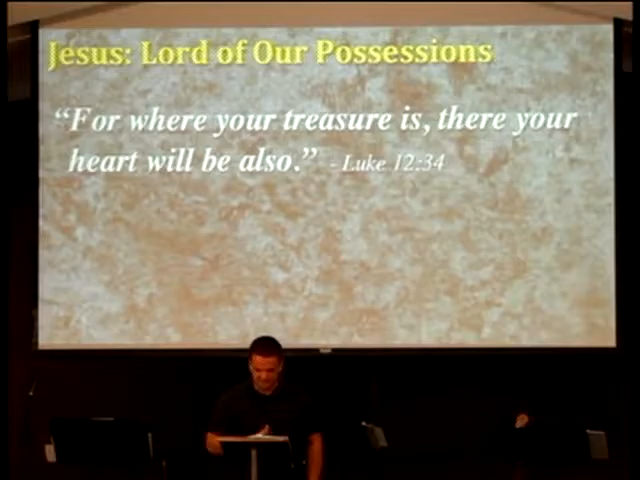 Jesus: Lord of Our Possessions
“For where your treasure is, there your
heart will be also.” - Luke 12:34